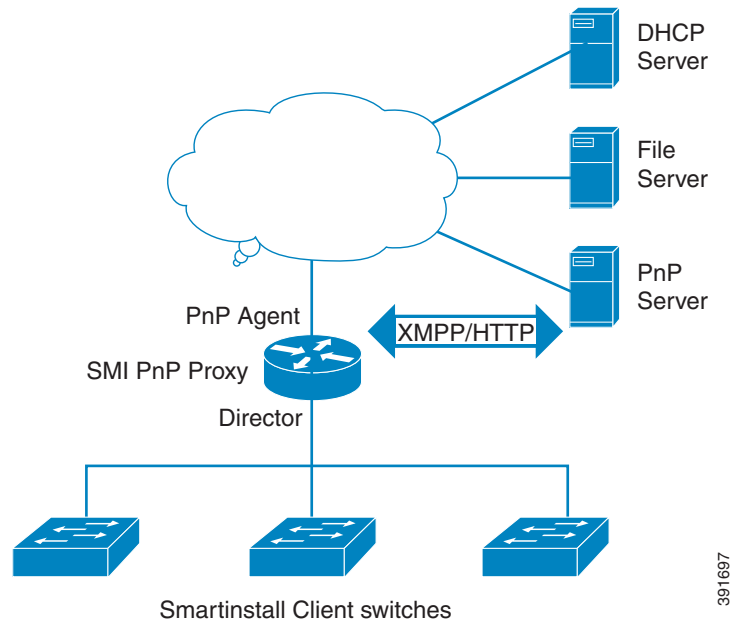 DHCP
Server
File
Server
PnP
Server
PnP Agent
XMPP/HTTP
SMI PnP Proxy
Director
Smartinstall Client switches
391697